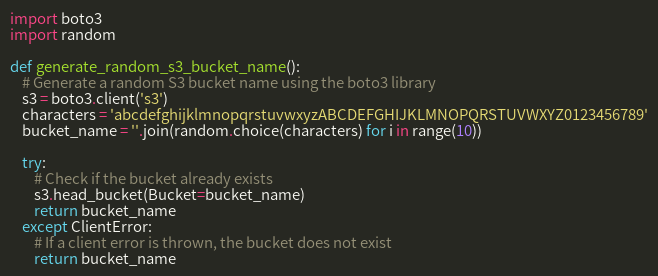 import boto3
import random
def generate_random_s3_bucket_name():
# Generate a random S3 bucket name using the boto3 library
s3 = boto3.client('s3')
characters = 'abcdefghijklmnopqrstuvwxyzABCDEFGHIJKLMNOPQRSTUVWXYZ0123456789'
bucket_name = ''.join(random.choice(characters) for i in range(10))
try:
# Check if the bucket already exists
s3.head_bucket(Bucket=bucket_name)
return bucket_name
except ClientError:
# If a client error is thrown, the bucket does not exist
return bucket_name